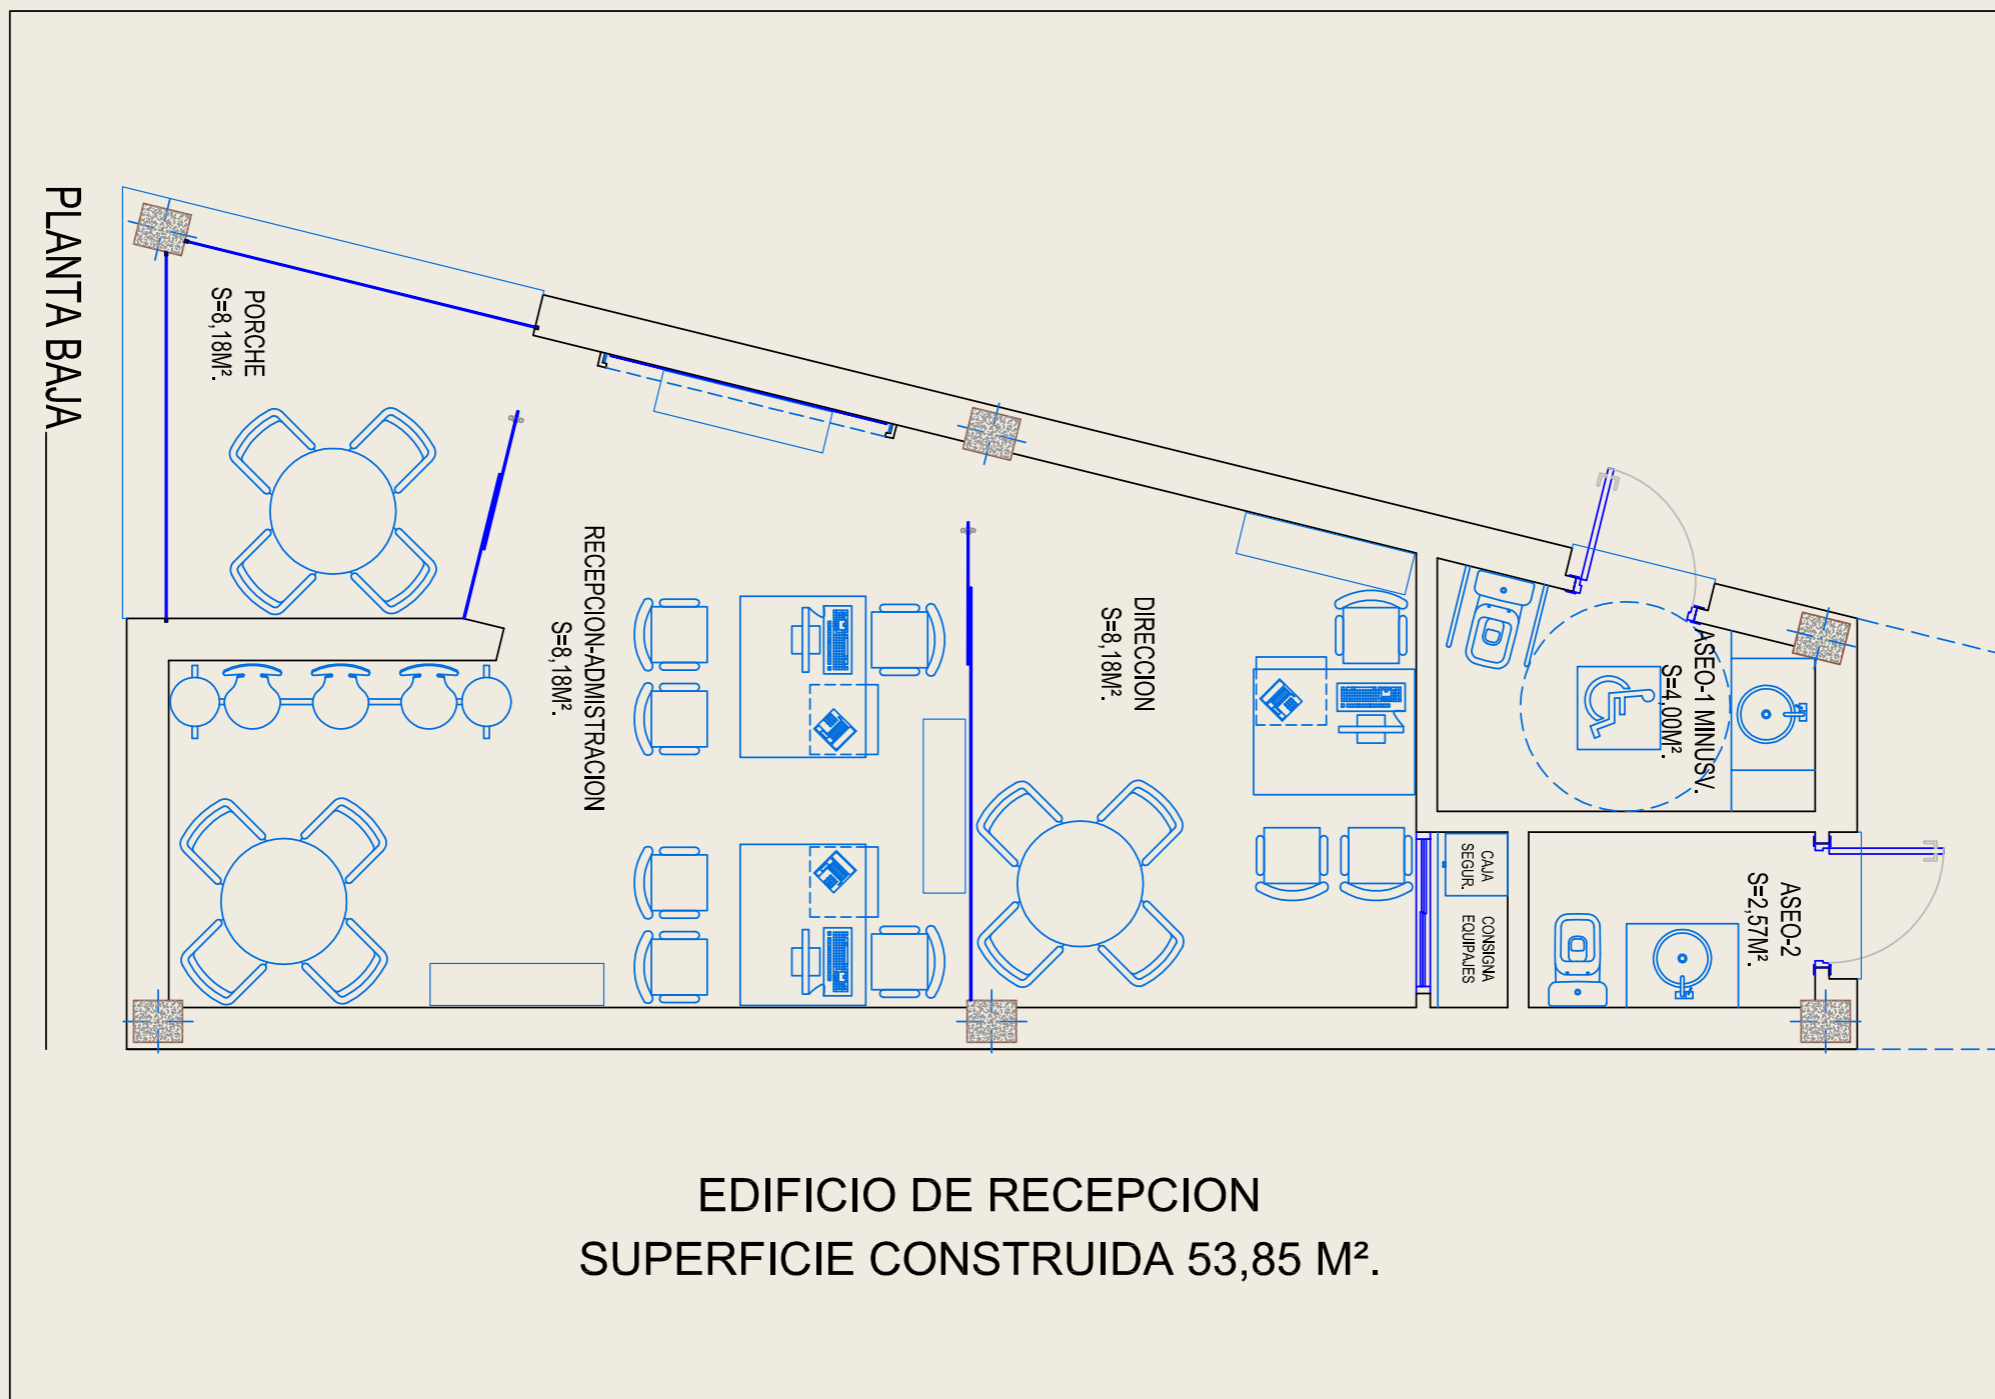 PLANTA BAJA
PORCHE
S=8,18M².
RECEPCION-ADMISTRACION
S=8,18M².
DIRECCION
S=8,18M².
ASEO-1 MINUSV.
S=4,00M².
CAJA
SEGUR.
CONSIGNA
EQUIPAJES
ASEO-2
S=2,57M².
EDIFICIO DE RECEPCION
SUPERFICIE CONSTRUIDA 53,85 M².